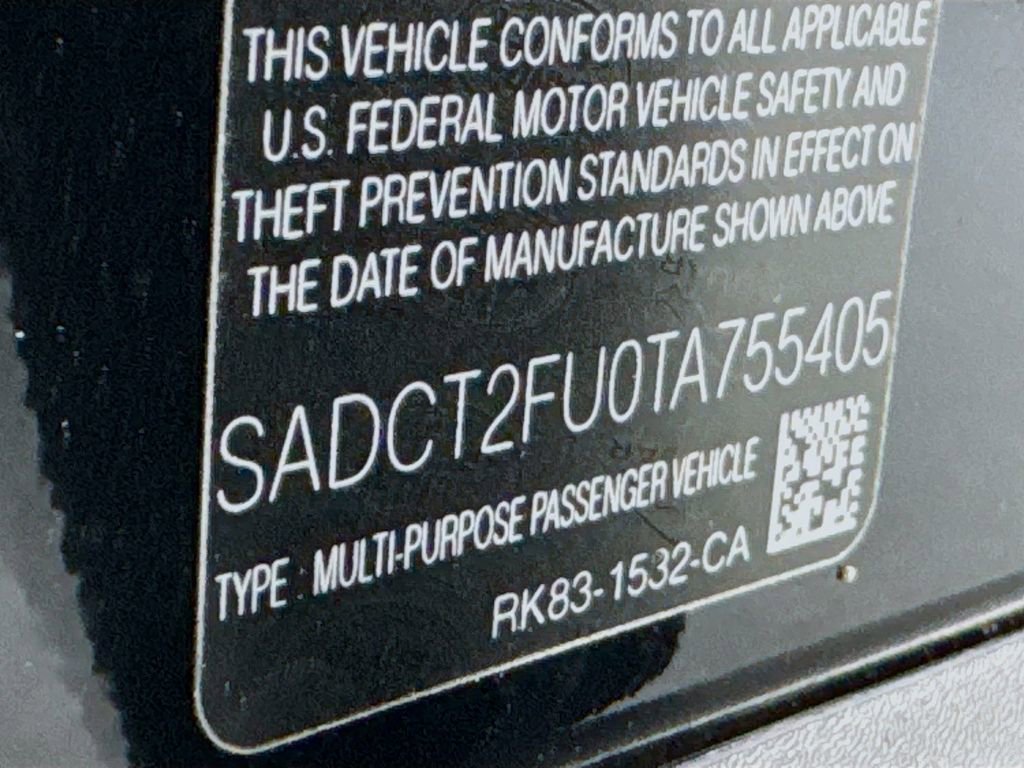 THIS VEHICLE CONFORMS TO ALL APPLICABLE
U.S. FEDERAL MOTOR VEHICLE SAFETY AND
THEFT PREVENTION STANDARDS IN EFFECT ON
THE DATE OF MANUFACTURE SHOWN ABOVE
SADCT2FU0TA755405
TYPE : MULTI-PURPOSE PASSENGER VEHICLE
RK83-1532-CA